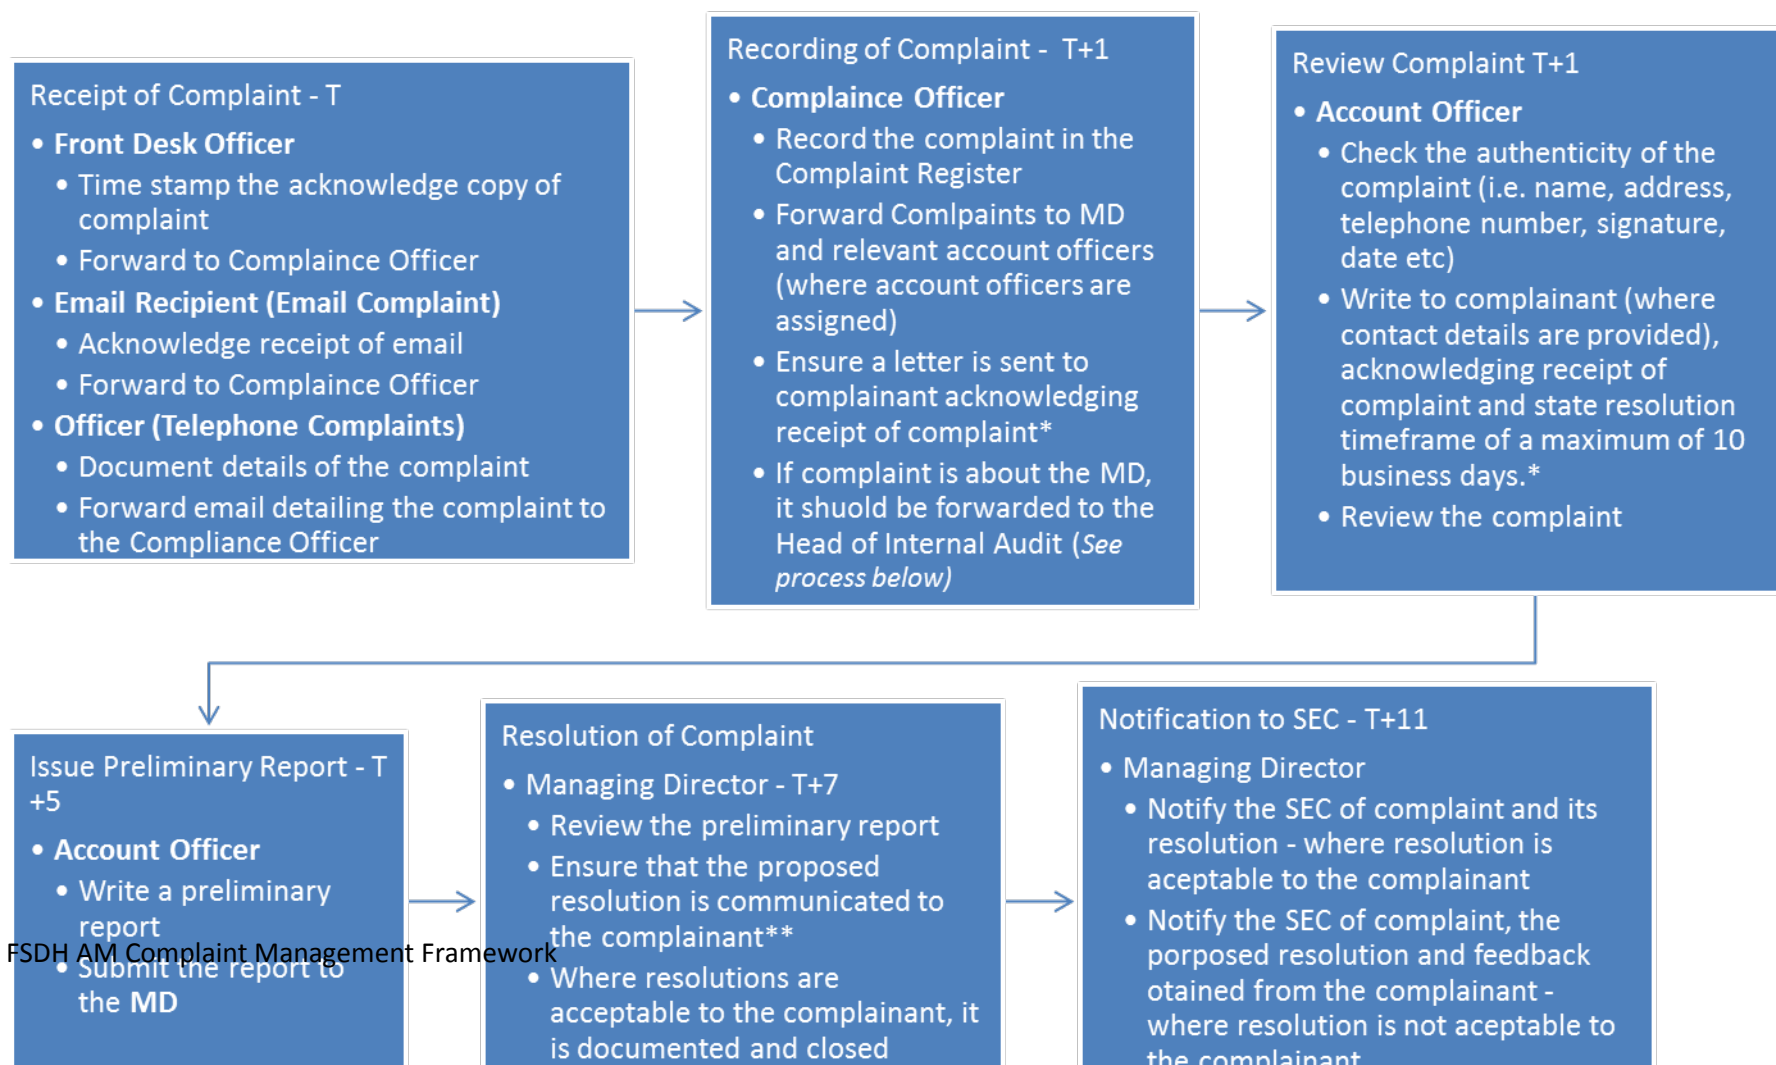 Receipt of Complaint - T
• Front Desk Officer
• Time stamp the acknowledge copy of
complaint
• Forward to Complaince Officer
• Email Recipient (Email Complaint)
• Acknowledge receipt of email
• Forward to Complaince Officer
• Officer (Telephone Complaints)
• Document details of the complaint
• Forward email detailing the complaint to
the Compliance Officer
Recording of Complaint - T+1
• Complaince Officer
• Record the complaint in the
Complaint Register
• Forward Comlpaints to MD
and relevant account officers
(where account officers are
assigned)
• Ensure a letter is sent to
complainant acknowledging
receipt of complaint*
• If complaint is about the MD,
it shuold be forwarded to the
Head of Internal Audit (See
process below)
Review Complaint T+1
• Account Officer
• Check the authenticity of the
complaint (i.e. name, address,
telephone number, signature,
date etc)
• Write to complainant (where
contact details are provided),
acknowledging receipt of
complaint and state resolution
timeframe of a maximum of 10
business days.*
• Review the complaint
Issue Preliminary Report - T
+5
• Account Officer
• Write a preliminary
report
• Submit the report to
the MD
FSDH AM Complaint Management Framework
Resolution of Complaint
• Managing Director - T+7
• Review the preliminary report
• Ensure that the proposed
resolution is communicated to
the complainant**
• Where resolutions are
acceptable to the complainant, it
is documented and closed
Notification to SEC - T+11
• Managing Director
• Notify the SEC of complaint and its
resolution - where resolution is
aceptable to the complainant
• Notify the SEC of complaint, the
porposed resolution and feedback
otained from the complainant -
where resolution is not aceptable to
the complainant